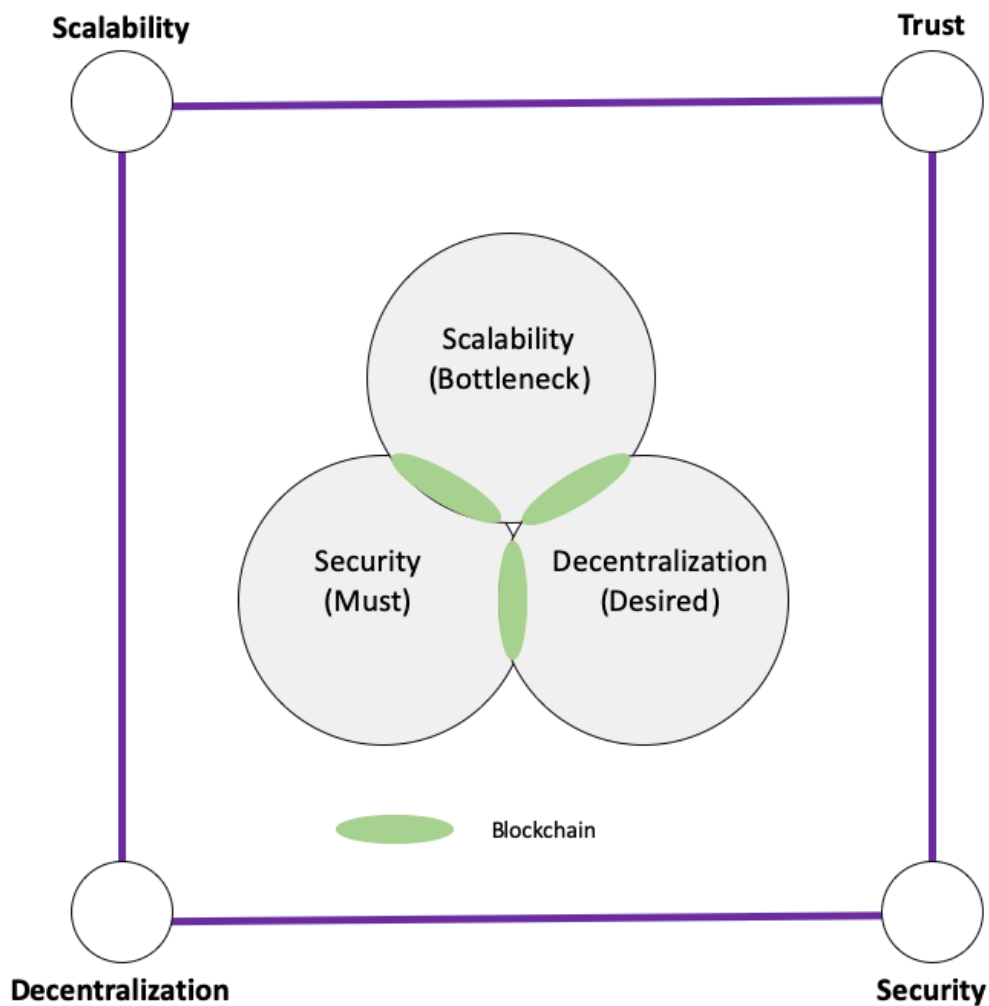 Scalability
Trust
Scalability
(Bottleneck)
Security
(Must)
Decentralization
(Desired)
Blockchain
Decentralization
Security